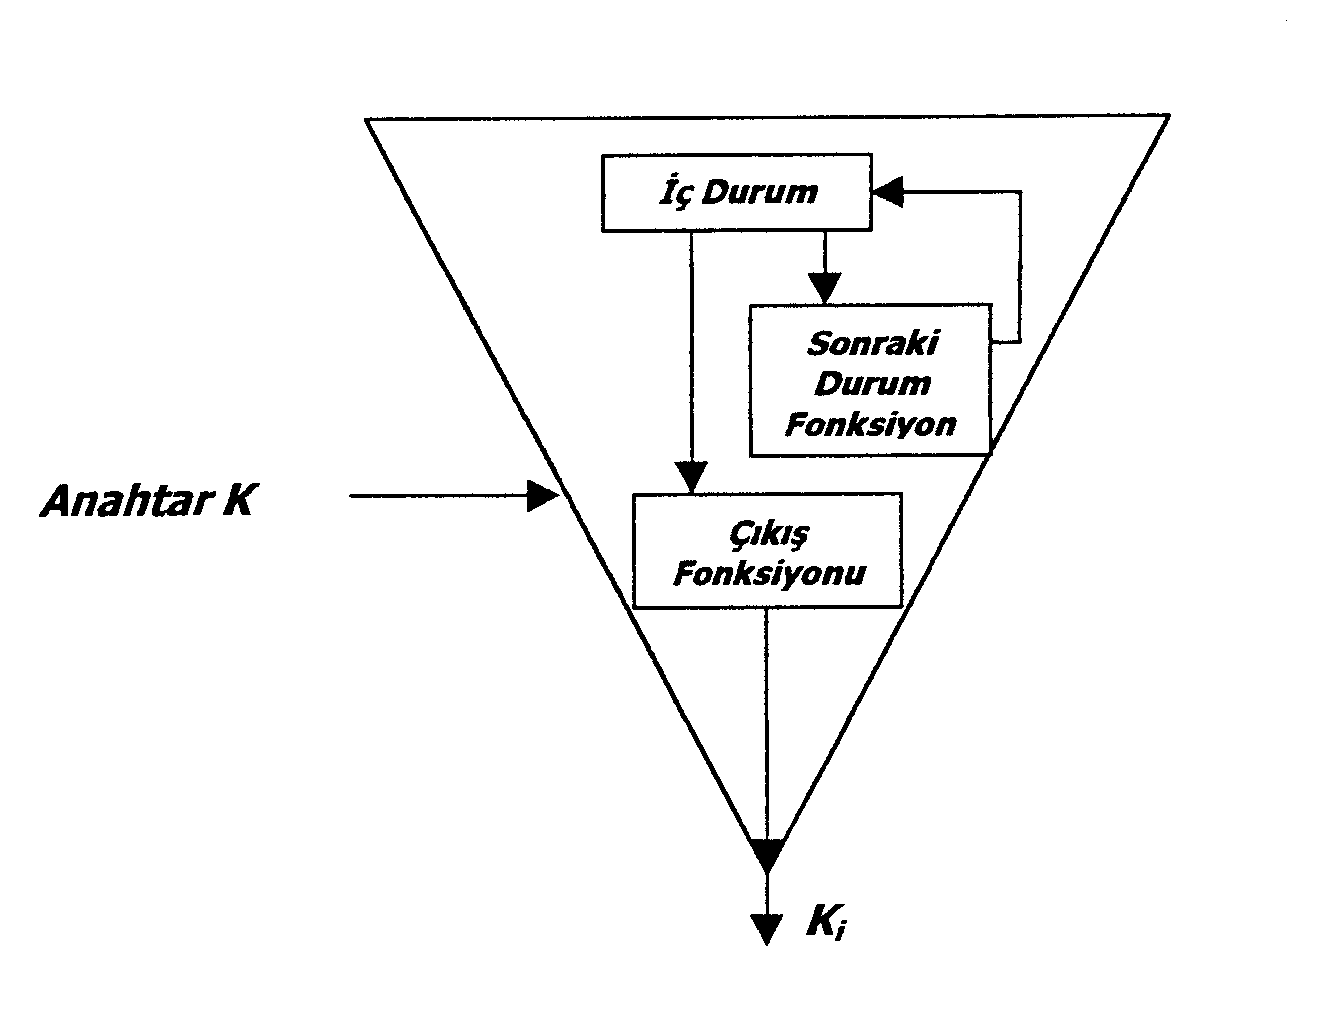 İç Durum
Sonraki
Durum
Fonksiyon
Anahtar K
Çıkış
Fonksiyonu
Ki